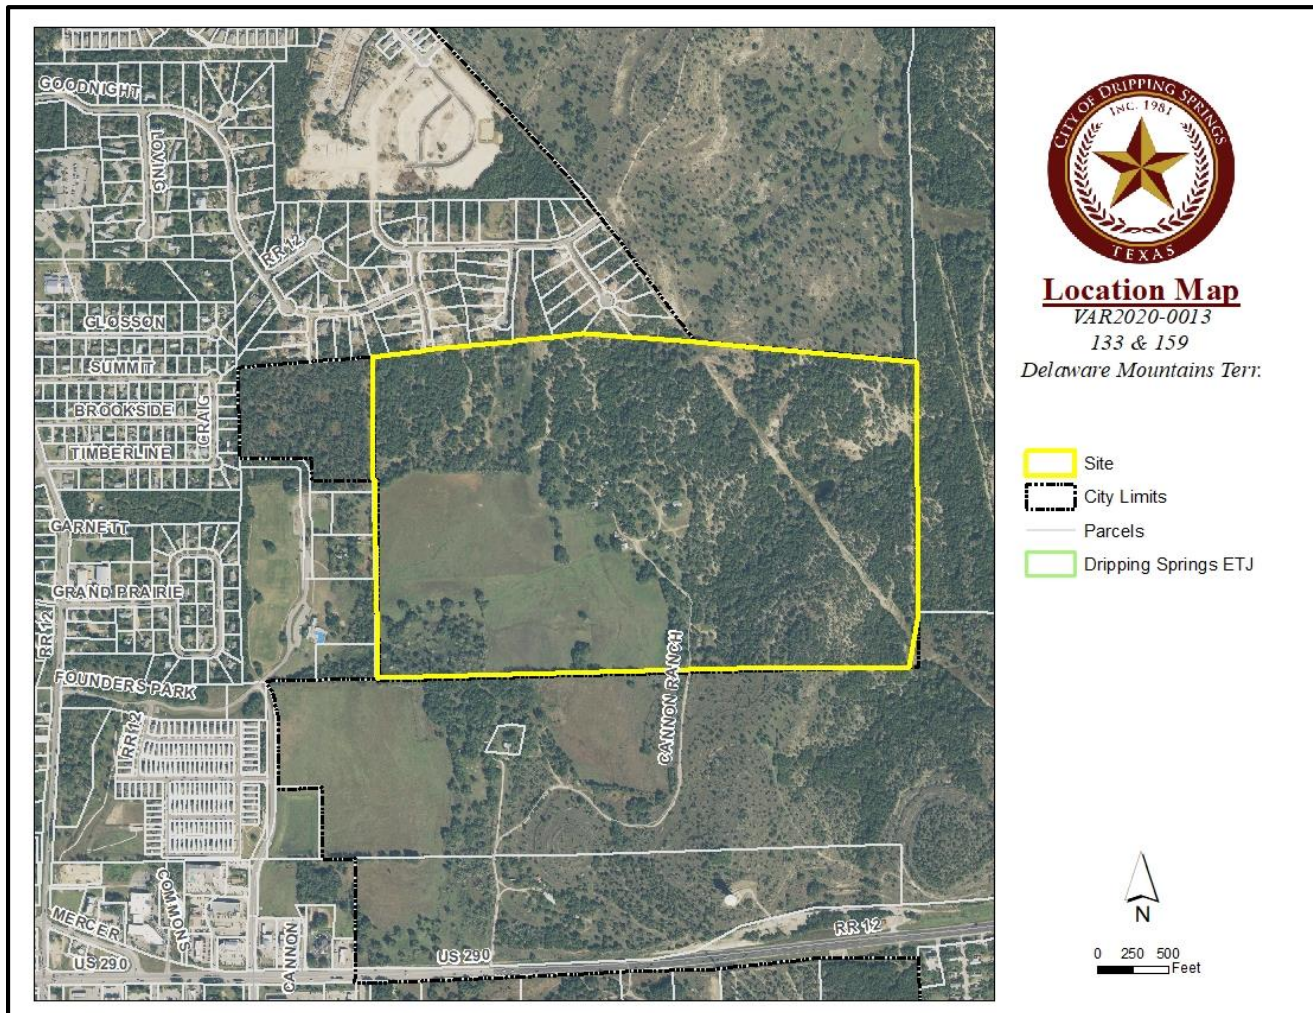 GOODNIGHT
LOVING
RR 12
GLOSSON
SUMMIT
BROOKSIDE
CRAIG
TIMBERLINE
GARNETT
GRAND PRAIRIE
RR 12
FOUNDERS PARK
RR 12
CANNON RANCH
COMMONS
MERCER
US 290
CANNON
US 290
RR 12
CITY OF DRIPPING SPRINGS
INC. 1981
TEXAS
Location Map
VAR2020-0013
133 & 159
Delaware Mountains Terr.
Site
City Limits
Parcels
Dripping Springs ETJ
N
0 250 500
Feet